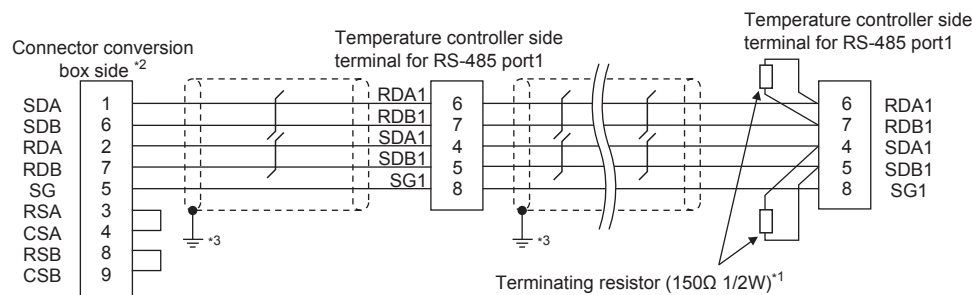 Temperature controller side
terminal for RS-485 port1
Temperature controller side
terminal for RS-485 port1
Connector conversion
box side *2
SDA 1 RDA1 6 6 RDA1
SDB 6 RDB1 7 7 RDB1
RDA 2 SDA1 4 4 SDA1
RDB 7 SDB1 5 5 SDB1
SG 5 SG1 8 8 SG1
RSA 3
CSA 4
RSB 8
CSB 9
*3
*3
Terminating resistor (150Ω 1/2W)*1